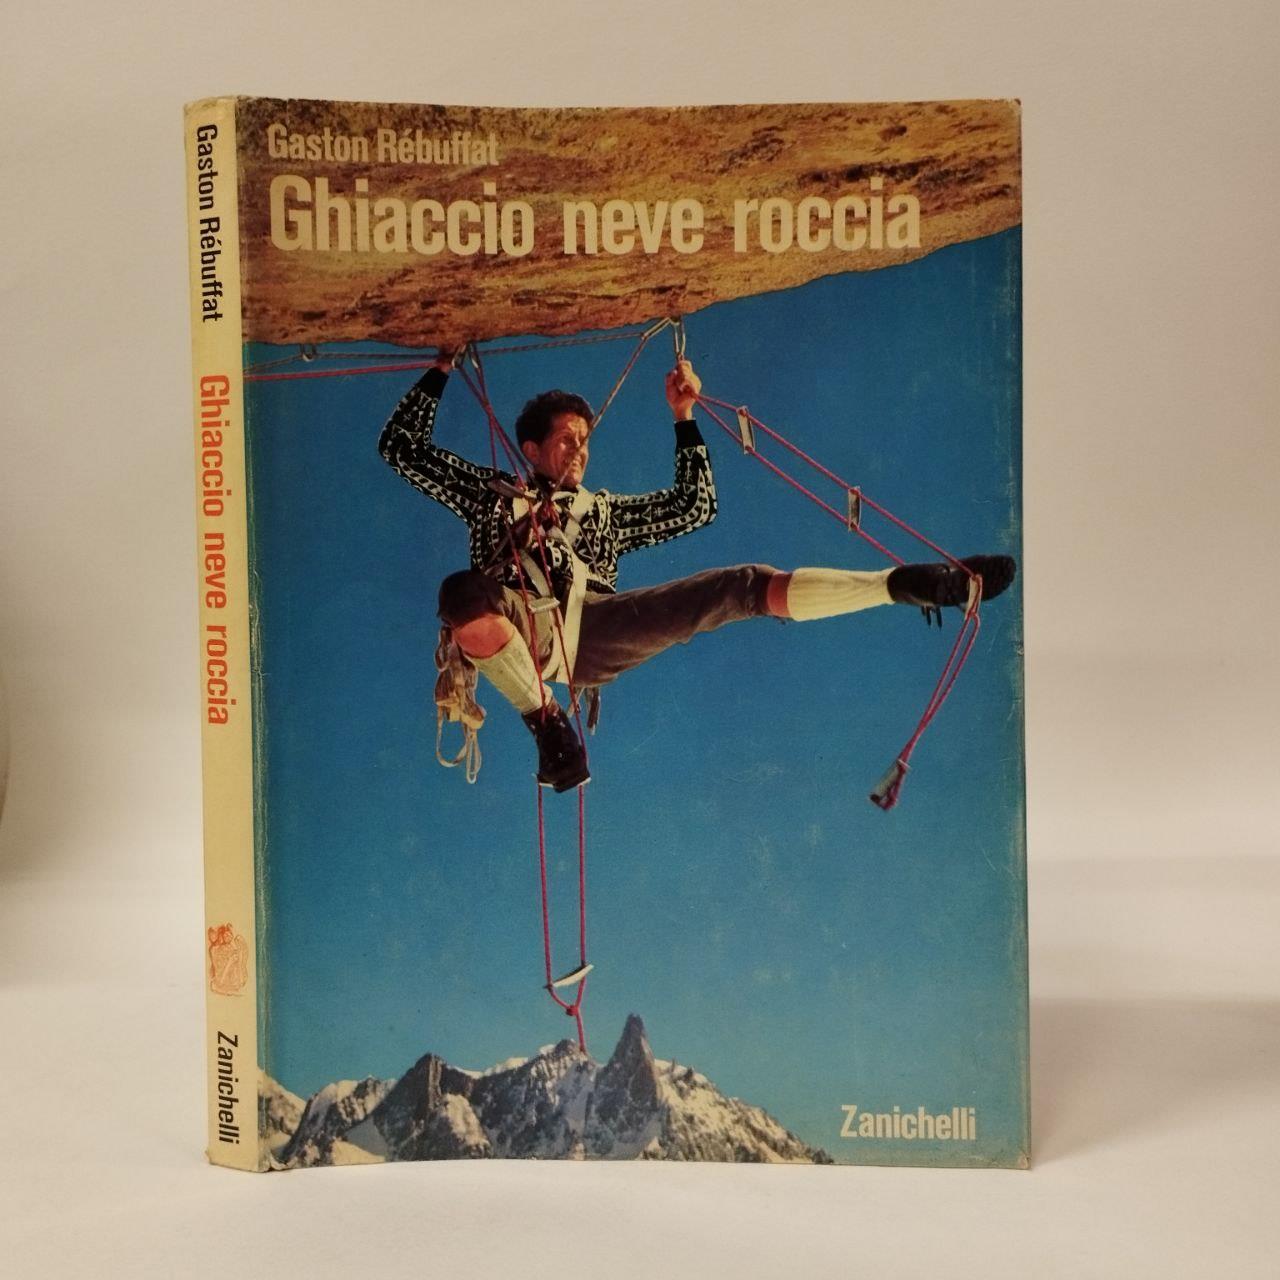 Gaston Rébuffat
Ghiaccio neve roccia
Zanichelli
Gaston Rébuffat
Ghiaccio neve roccia
Zanichelli